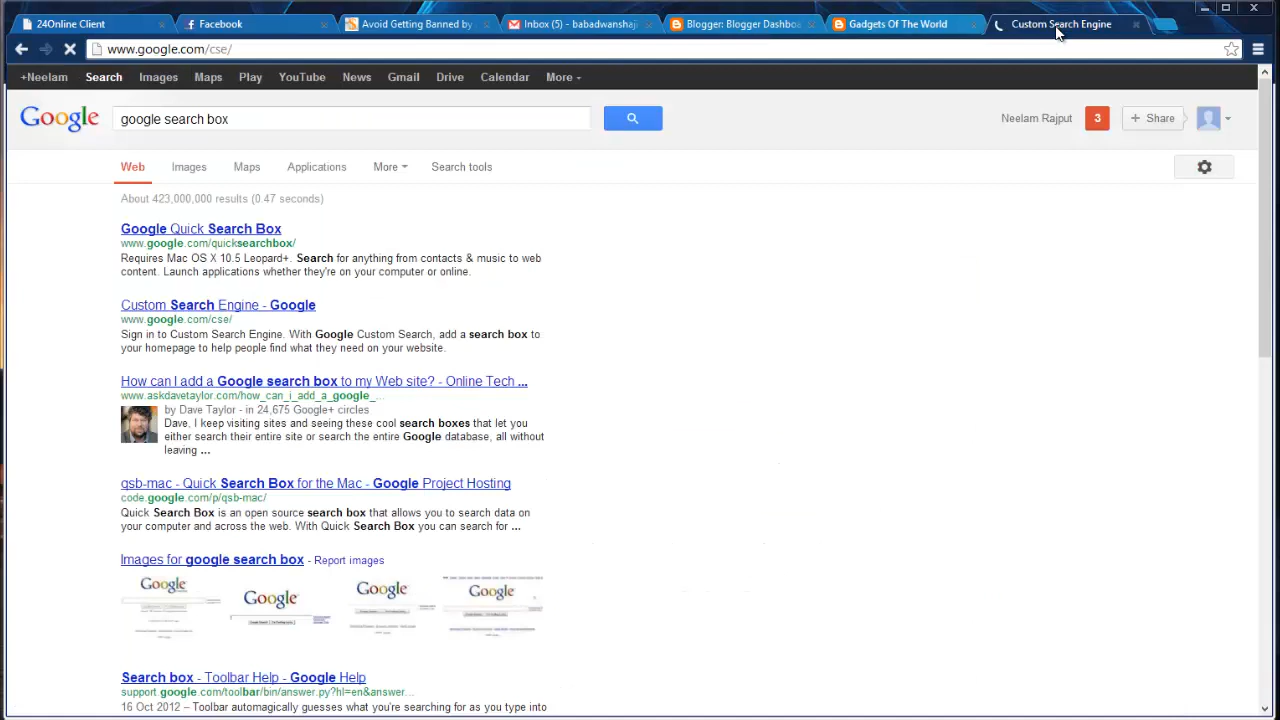 24Online Client
Facebook
Avoid Getting Banned by
Inbox (5) - babadwanshaji
Blogger: Blogger Dashbo
Gadgets Of The World
Custom Search Engine
www.google.com/cse/
+Neelam Search Images Maps Play YouTube News Gmail Drive Calendar More
Google google search box
Neelam Rajput 3 + Share
Web Images Maps Applications More Search tools
About 423,000,000 results (0.47 seconds)
Google Quick Search Box
www.google.com/quicksearchbox/
Requires Mac OS X 10.5 Leopard+. Search for anything from contacts & music to web
content. Launch applications whether they're on your computer or online.
Custom Search Engine - Google
www.google.com/cse/
Sign in to Custom Search Engine. With Google Custom Search, add a search box to
your homepage to help people find what they need on your website.
How can I add a Google search box to my Web site? - Online Tech ...
www.askdavetaylor.com/how_can_i_add_a_google_...
by Dave Taylor - in 24,675 Google+ circles
Dave. I keep visiting sites and seeing these cool search boxes that let you
either search their entire site or search the entire Google database, all without
leaving ...
qsb-mac - Quick Search Box for the Mac - Google Project Hosting
code.google.com/p/qsb-mac/
Quick Search Box is an open source search box that allows you to search data on
your computer and across the web. With Quick Search Box you can search for ...
Images for google search box - Report images
Google Google Google Google
Search box - Toolbar Help - Google Help
support.google.com/toolbar/bin/answer.py?hl=en&answer...
16 Oct 2012 – Toolbar automatically guesses what you're searching for as you type into